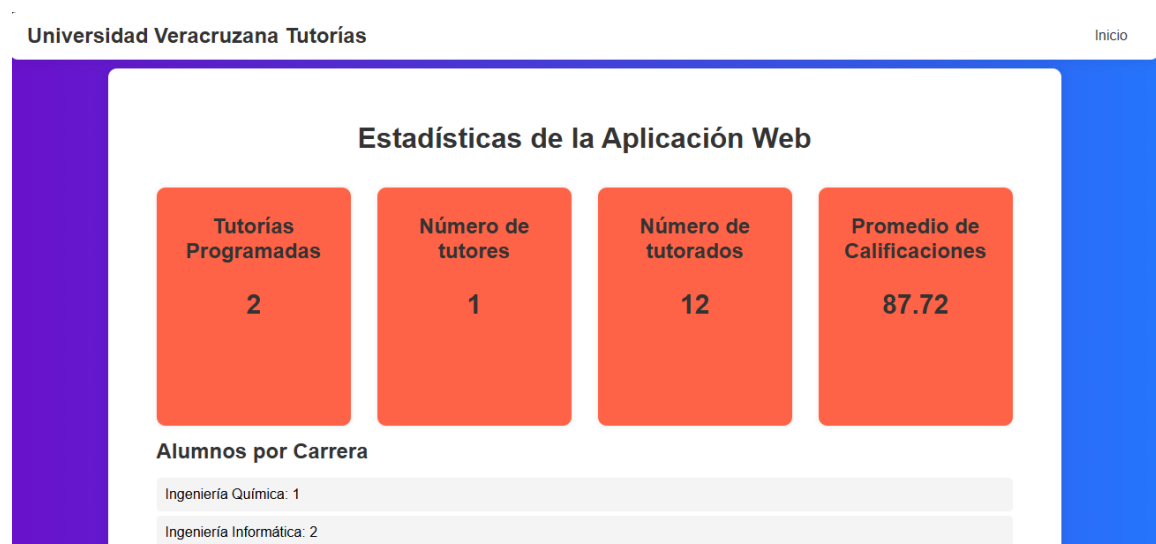 Universidad Veracruzana Tutorías
Inicio
Estadísticas de la Aplicación Web
Tutorías
Programadas
2
Número de
tutores
1
Número de
tutorados
12
Promedio de
Calificaciones
87.72
Alumnos por Carrera
Ingeniería Química: 1
Ingeniería Informática: 2